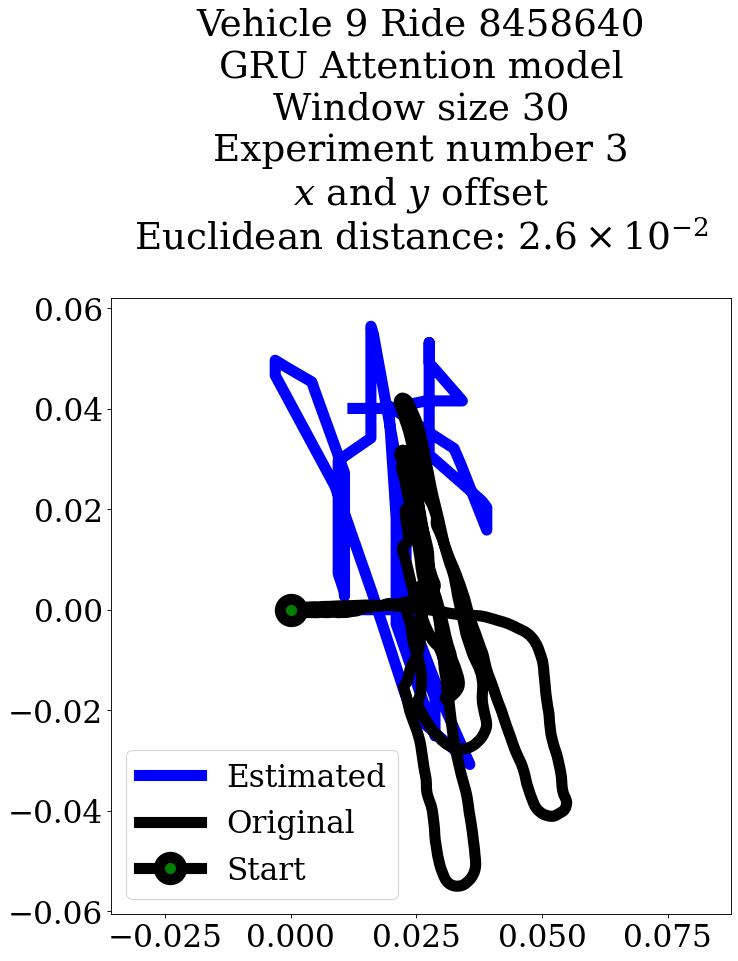 Vehicle 9 Ride 8458640
GRU Attention model
Window size 30
Experiment number 3
x and y offset
Euclidean distance: 2.6 × 10⁻²
0.06
0.04
0.02
0.00
−0.02
−0.04
−0.06
Estimated
Original
Start
−0.025 0.000 0.025 0.050 0.075